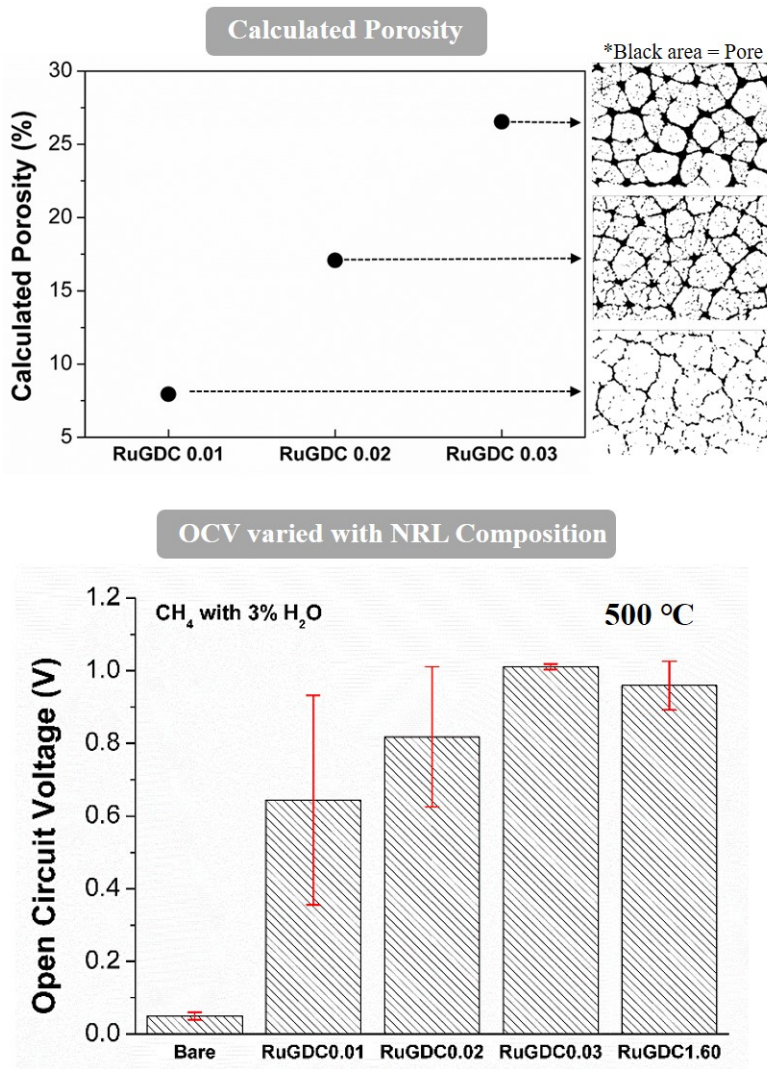 Calculated Porosity
*Black area = Pore
Calculated Porosity (%)
30
25
20
15
10
5
RuGDC 0.01
RuGDC 0.02
RuGDC 0.03
OCV varied with NRL Composition
CH₄ with 3% H₂O
500 °C
Open Circuit Voltage (V)
1.2
1.0
0.8
0.6
0.4
0.2
0.0
Bare
RuGDC0.01
RuGDC0.02
RuGDC0.03
RuGDC1.60